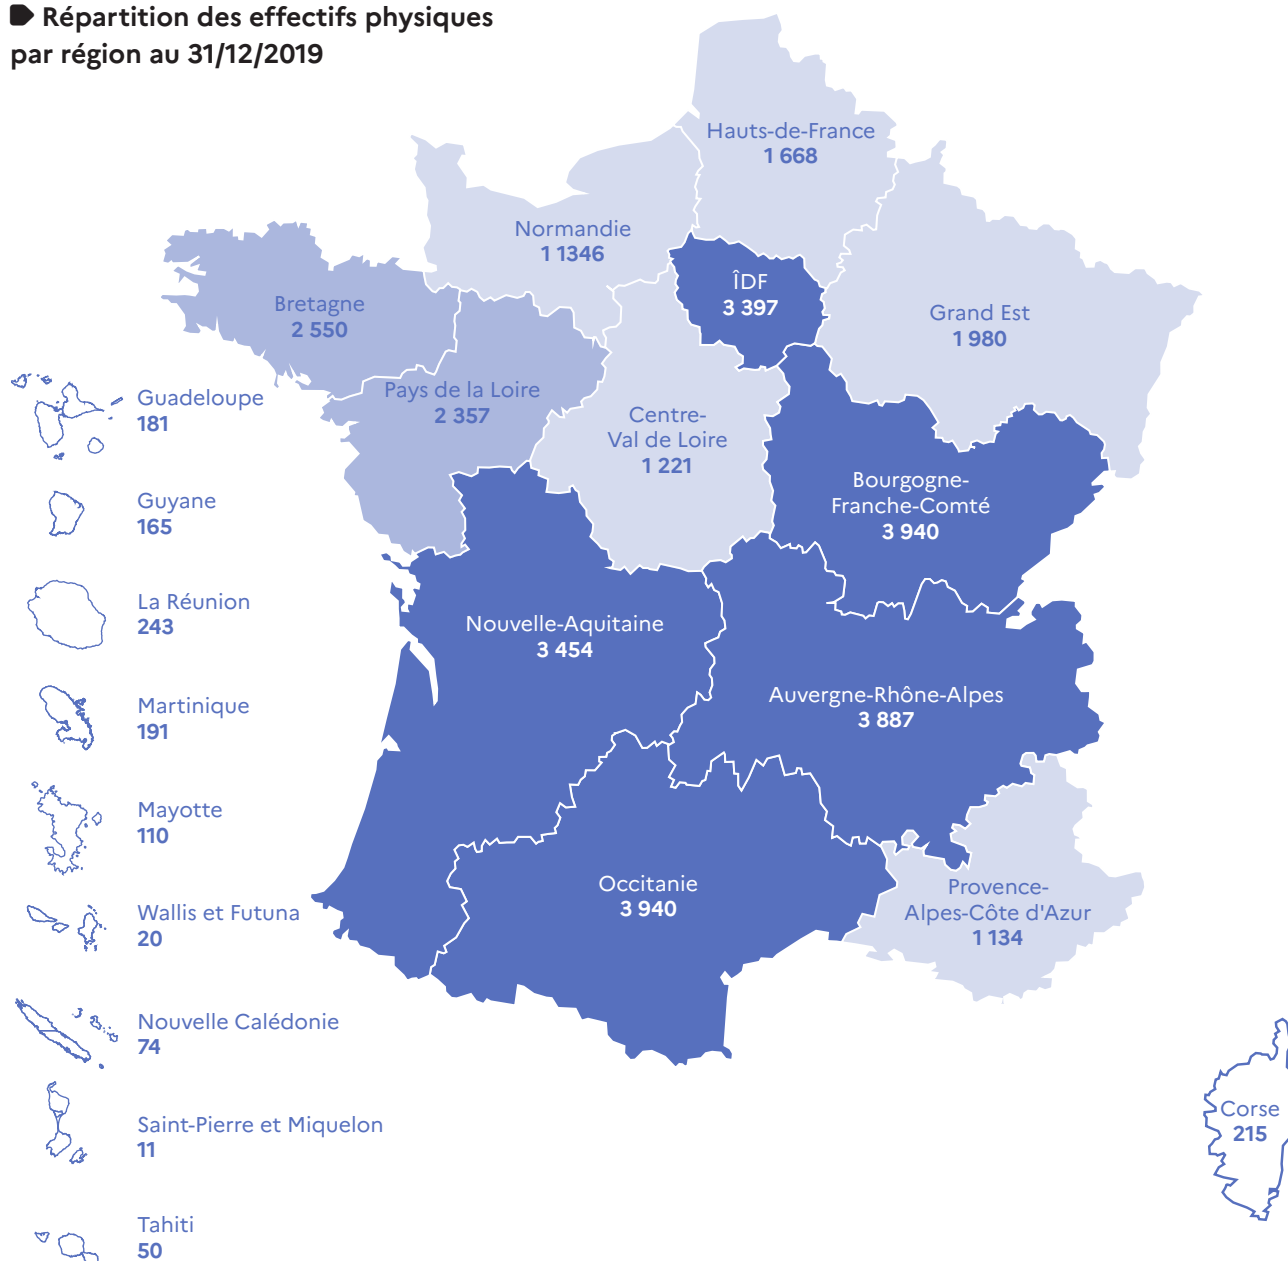 Répartition des effectifs physiques
par région au 31/12/2019
Hauts-de-France
1 668
Normandie
1 1346
ÎDF
3 397
Bretagne
2 550
Grand Est
1 980
Pays de la Loire
2 357
Centre-
Val de Loire
1 221
Bourgogne-
Franche-Comté
3 940
Nouvelle-Aquitaine
3 454
Auvergne-Rhône-Alpes
3 887
Occitanie
3 940
Provence-
Alpes-Côte d'Azur
1 134
Corse
215
Guadeloupe
181
Guyane
165
La Réunion
243
Martinique
191
Mayotte
110
Wallis et Futuna
20
Nouvelle Calédonie
74
Saint-Pierre et Miquelon
11
Tahiti
50